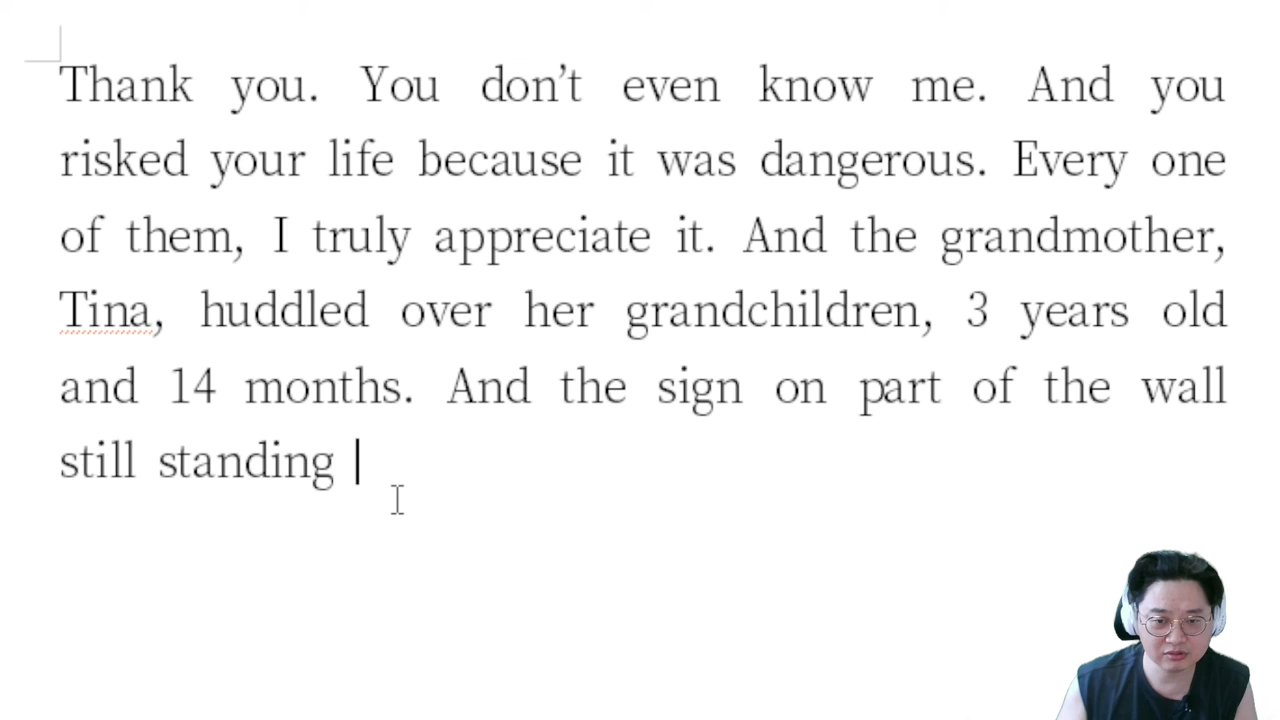 Thank you. You don’t even know me. And you
risked your life because it was dangerous. Every one
of them, I truly appreciate it. And the grandmother,
Tina, huddled over her grandchildren, 3 years old
and 14 months. And the sign on part of the wall
still standing